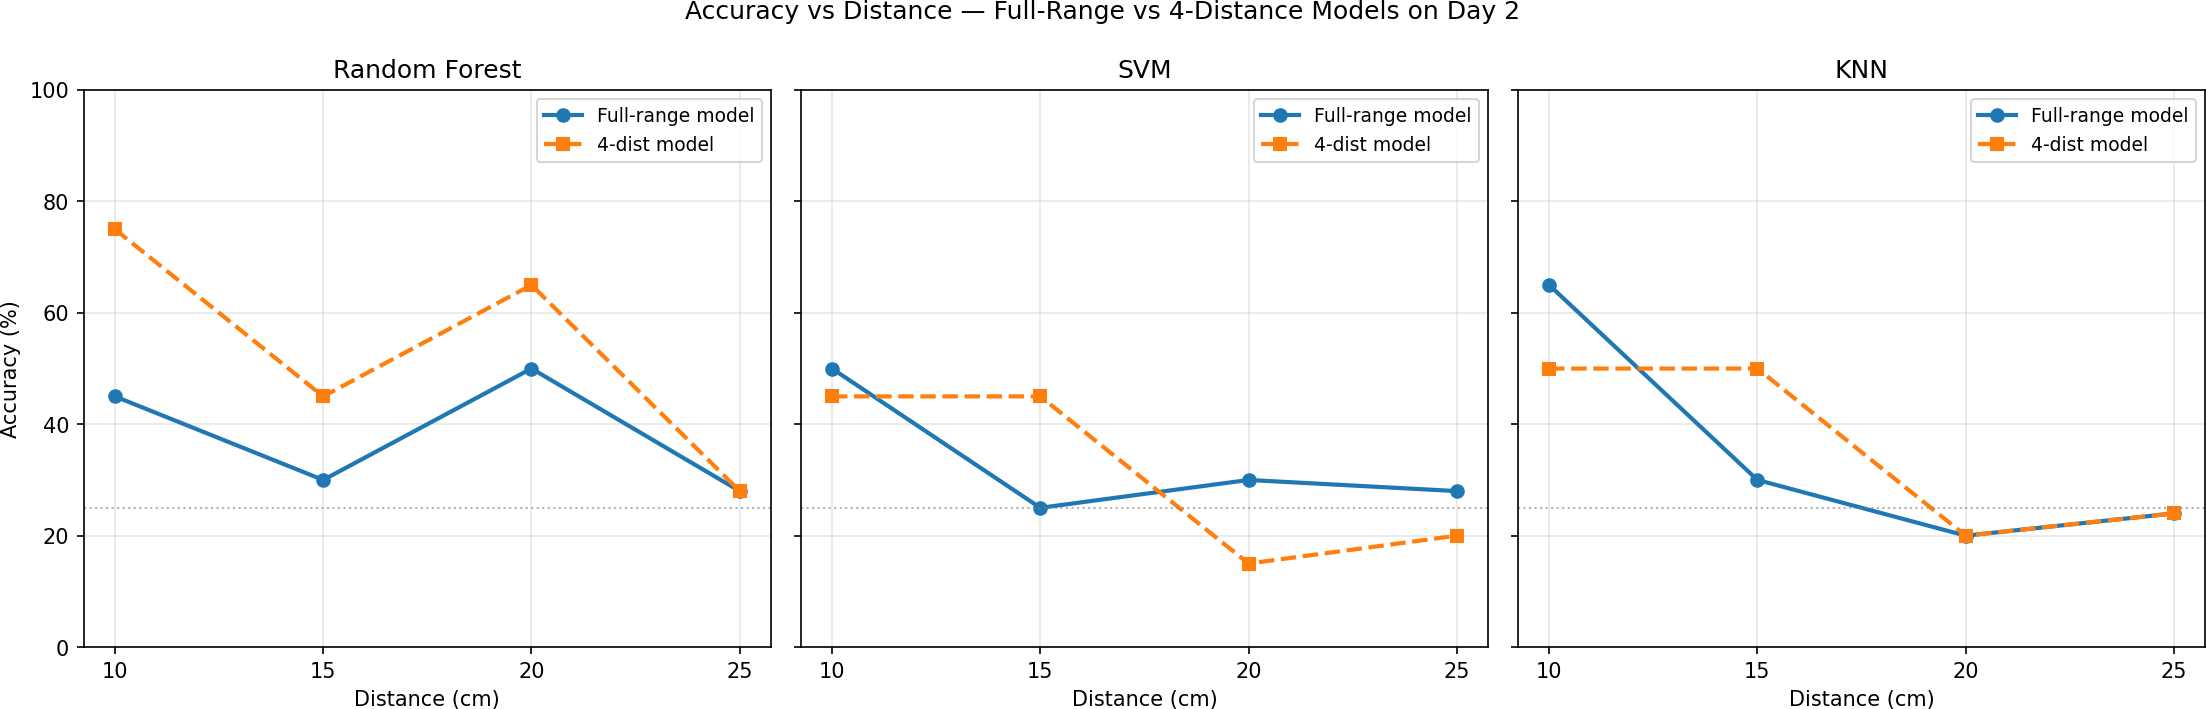 Accuracy vs Distance — Full-Range vs 4-Distance Models on Day 2
Random Forest
Full-range model
4-dist model
Accuracy (%)
100
80
60
40
20
0
10 15 20 25
Distance (cm)
SVM
Full-range model
4-dist model
10 15 20 25
Distance (cm)
KNN
Full-range model
4-dist model
10 15 20 25
Distance (cm)